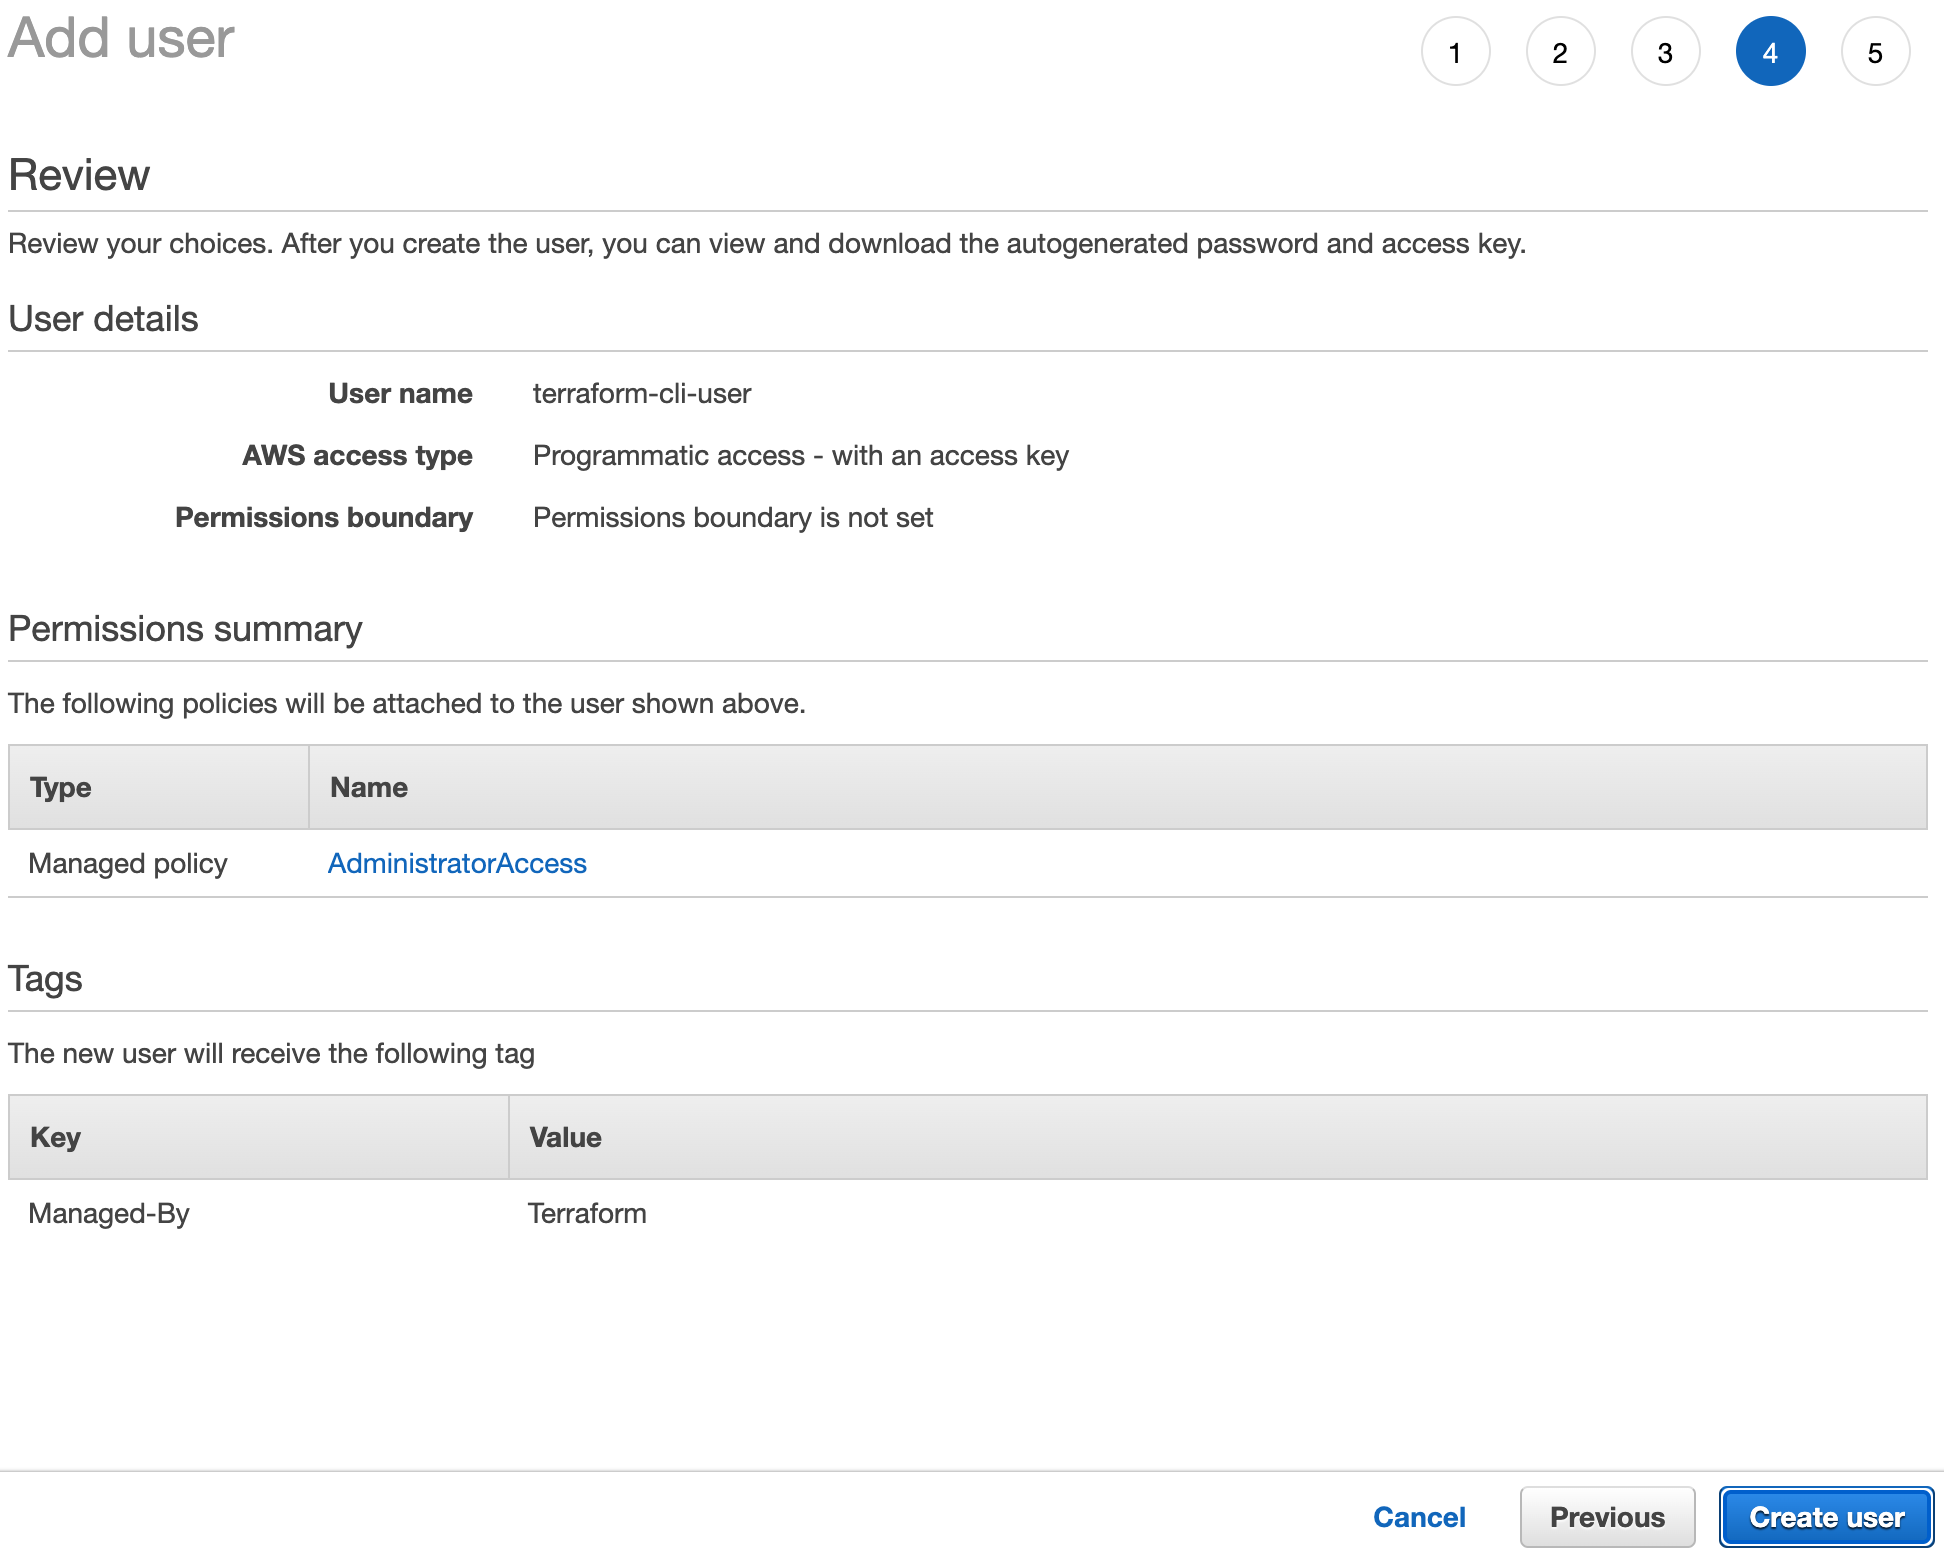 Add user
1 2 3 4 5
Review
Review your choices. After you create the user, you can view and download the autogenerated password and access key.
User details
User name terraform-cli-user
AWS access type Programmatic access - with an access key
Permissions boundary Permissions boundary is not set
Permissions summary
The following policies will be attached to the user shown above.
Type Name
Managed policy AdministratorAccess
Tags
The new user will receive the following tag
Key Value
Managed-By Terraform
Cancel Previous Create user